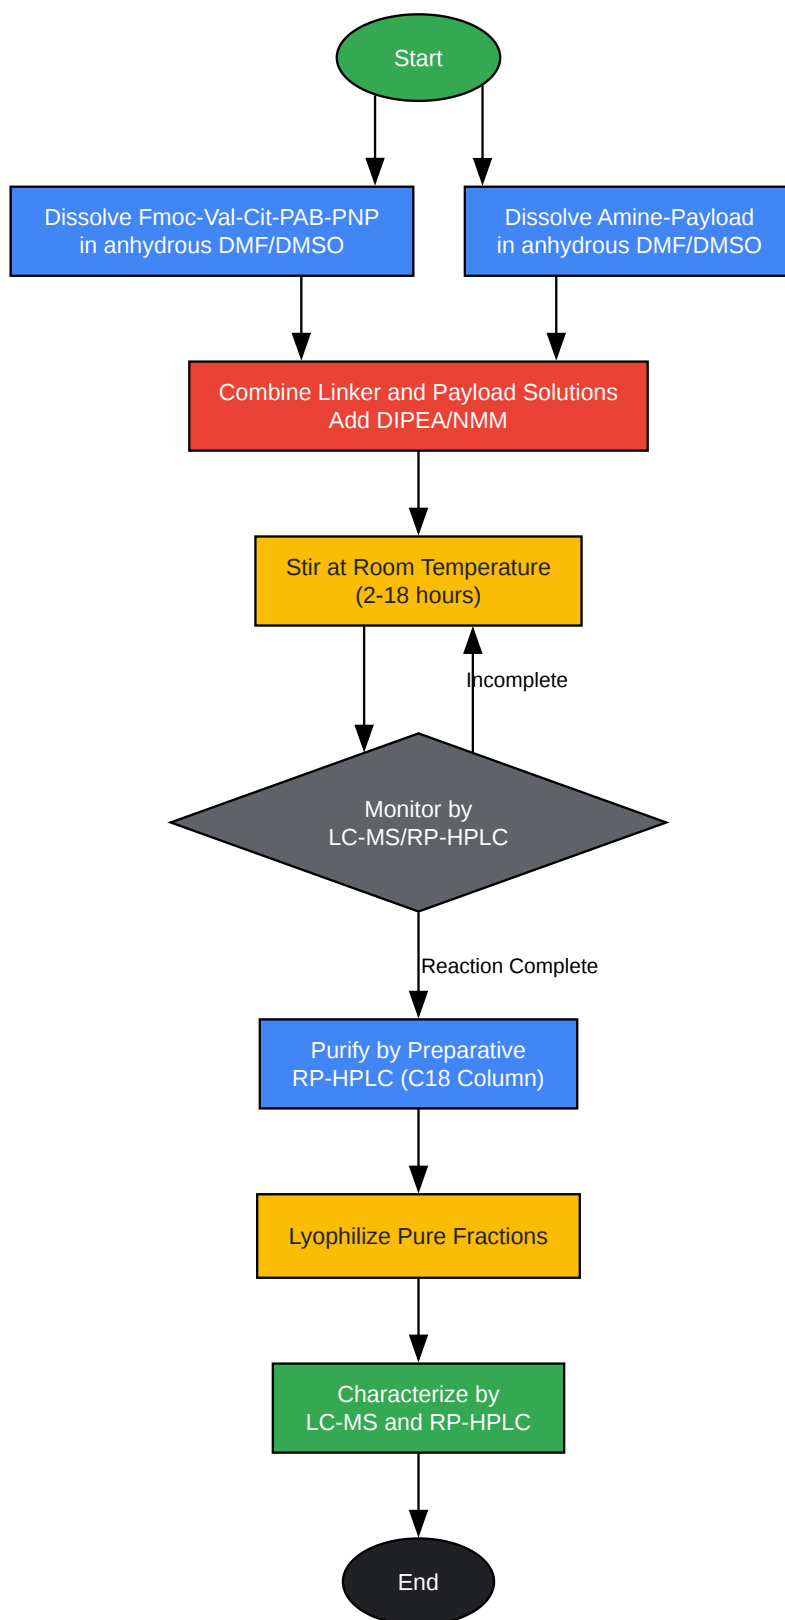 Start
Dissolve Fmoc-Val-Cit-PAB-PNP
in anhydrous DMF/DMSO
Dissolve Amine-Payload
in anhydrous DMF/DMSO
Combine Linker and Payload Solutions
Add DIPEA/NMM
Stir at Room Temperature
(2-18 hours)
Incomplete
Monitor by
LC-MS/RP-HPLC
Reaction Complete
Purify by Preparative
RP-HPLC (C18 Column)
Lyophilize Pure Fractions
Characterize by
LC-MS and RP-HPLC
End